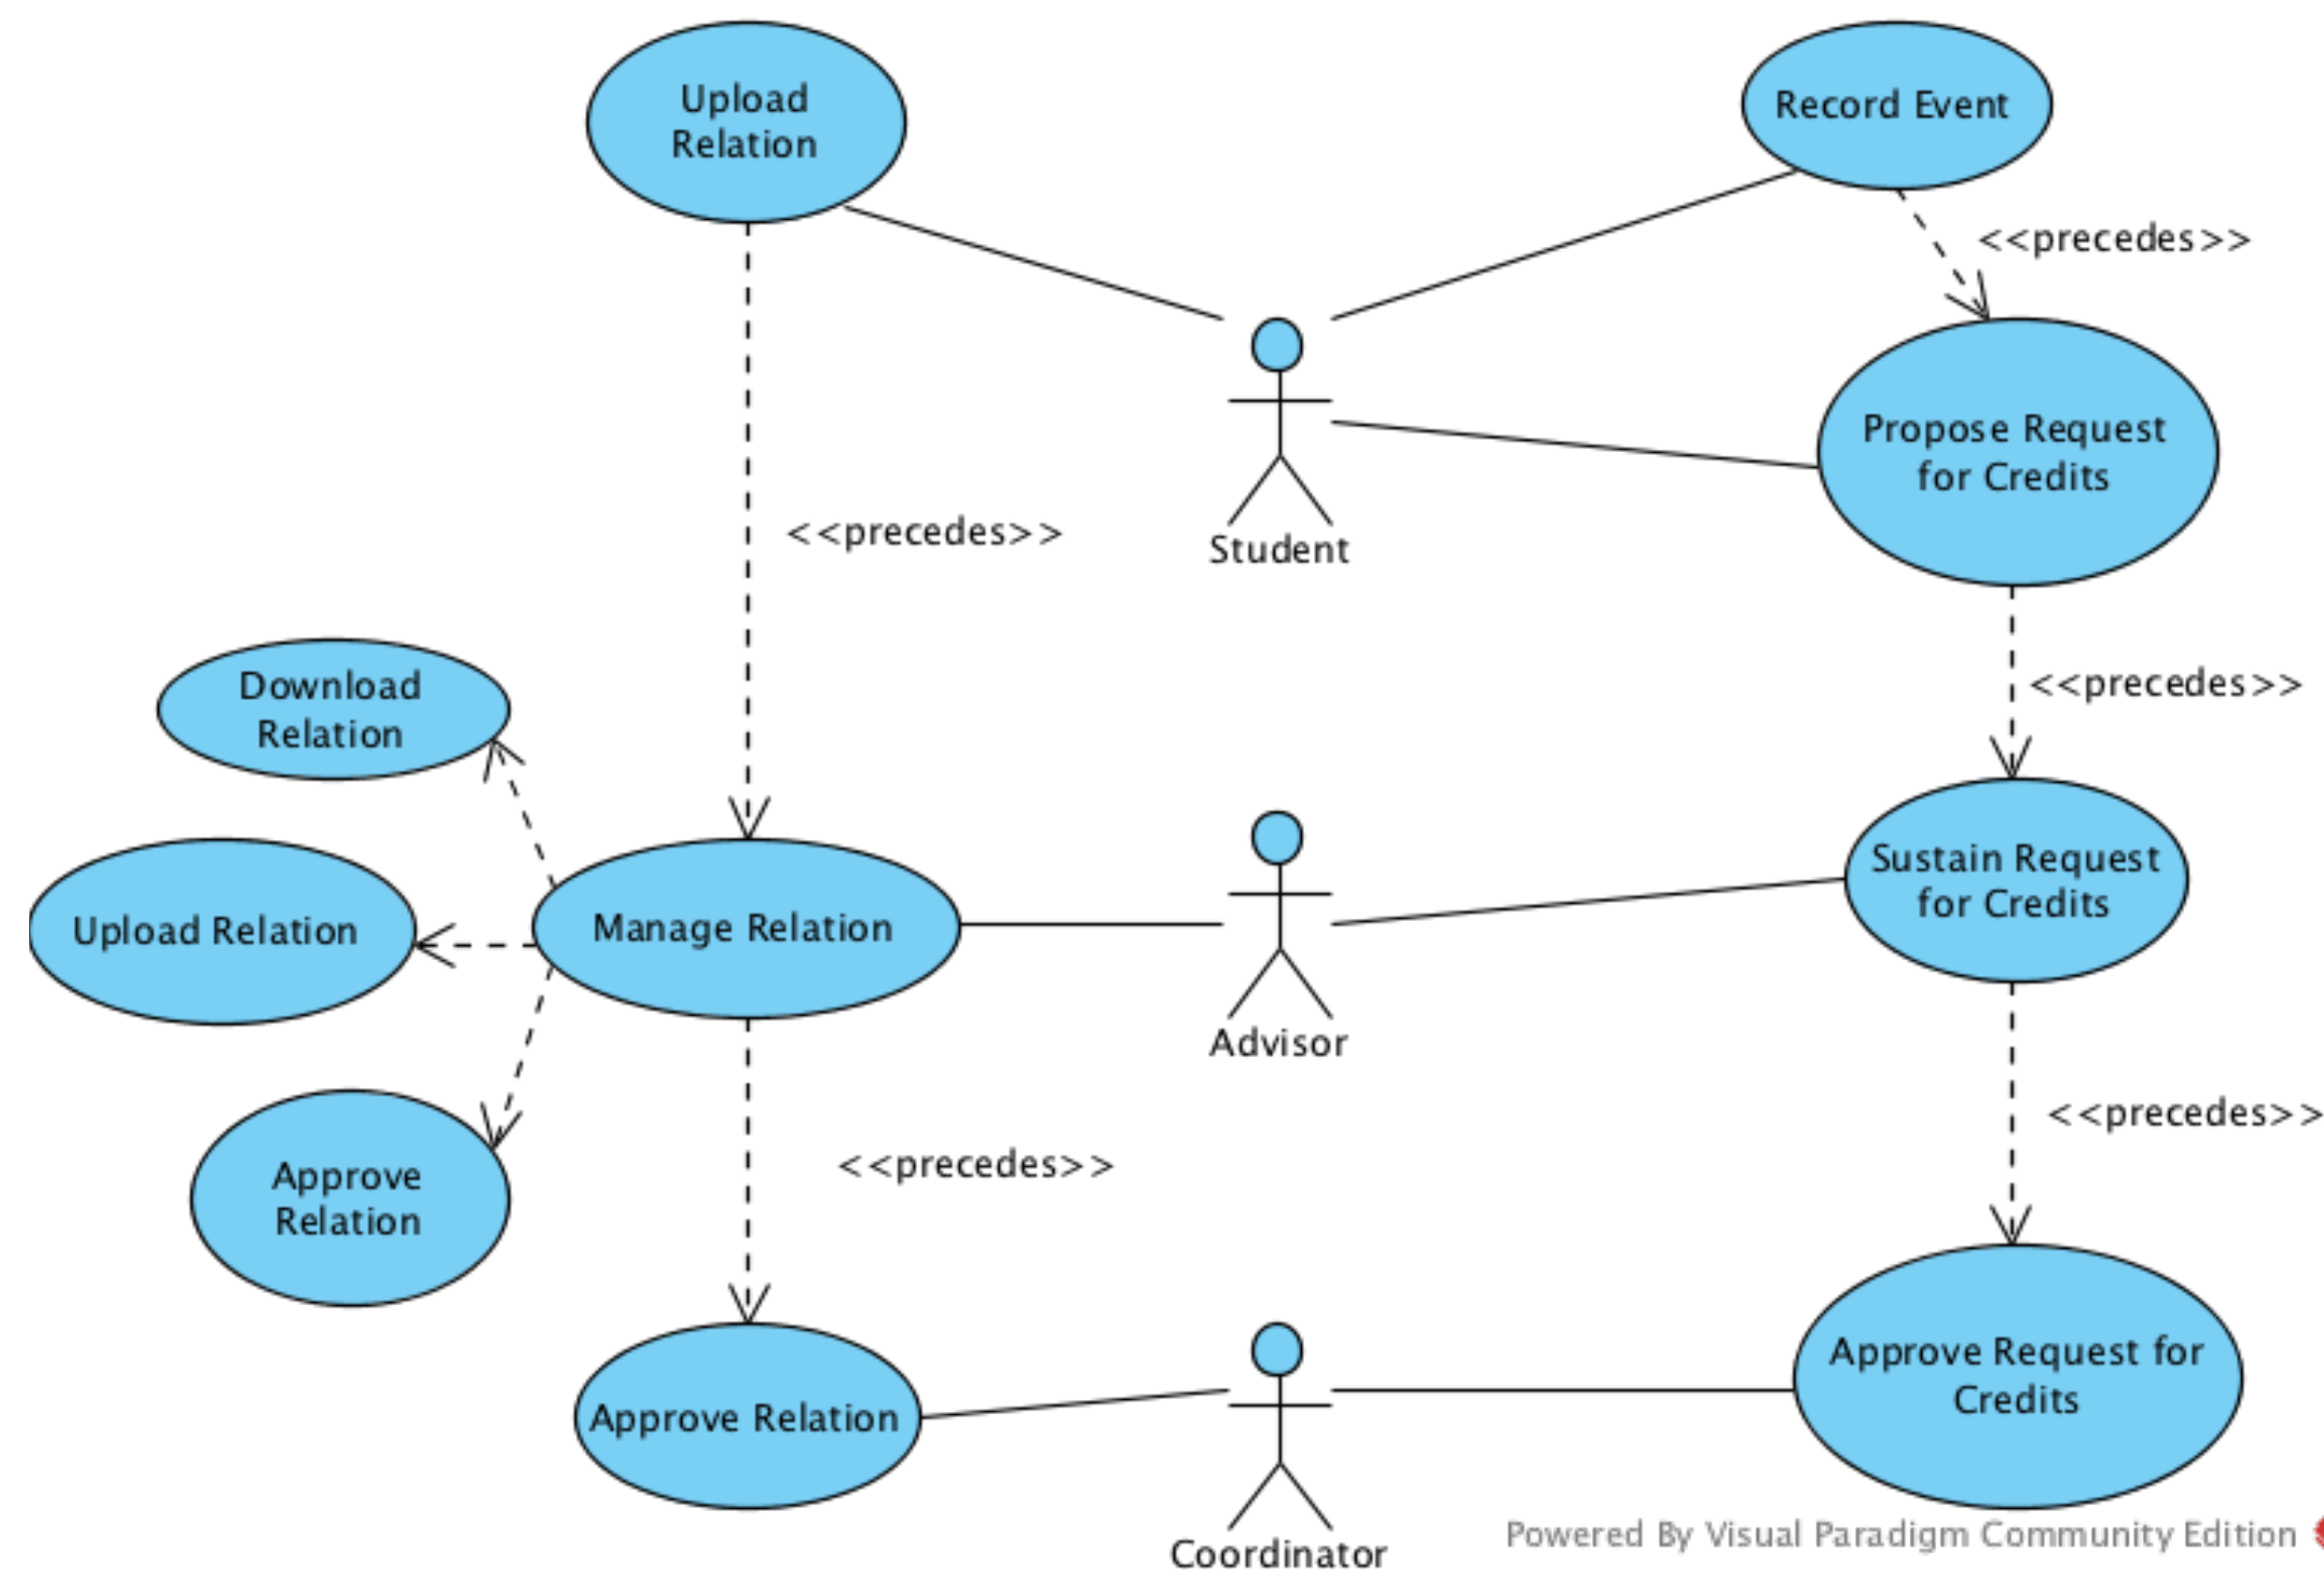 Upload
Relation
Record Event
<<precedes>>
Propose Request
for Credits
<<precedes>>
Student
Download
Relation
<<precedes>>
Upload Relation
Manage Relation
Sustain Request
for Credits
Advisor
Approve
Relation
<<precedes>>
<<precedes>>
Approve Relation
Approve Request for
Credits
Coordinator
Powered By Visual Paradigm Community Edition